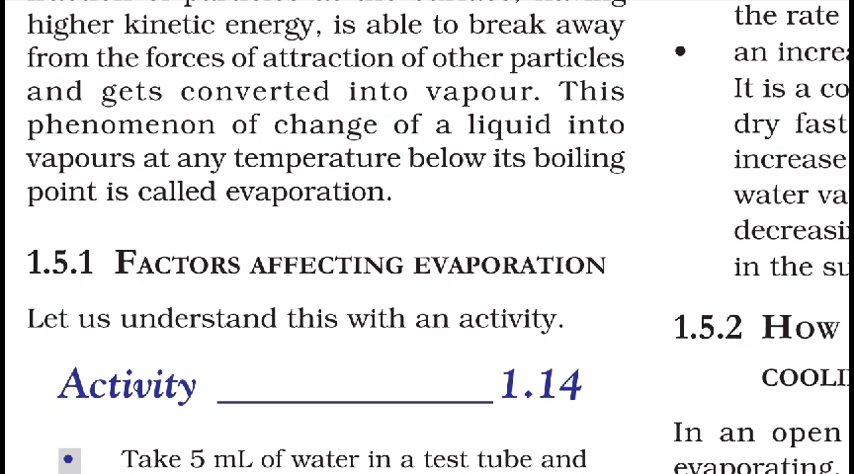 higher kinetic energy, is able to break away
from the forces of attraction of other particles
and gets converted into vapour. This
phenomenon of change of a liquid into
vapours at any temperature below its boiling
point is called evaporation.
1.5.1 FACTORS AFFECTING EVAPORATION
Let us understand this with an activity.
Activity ______________ 1.14
• Take 5 mL of water in a test tube and
the rate
• an increa
It is a co
dry fast
increase
water va
decreasi
in the su
1.5.2 HOW
COOLI
In an open
evaporating,